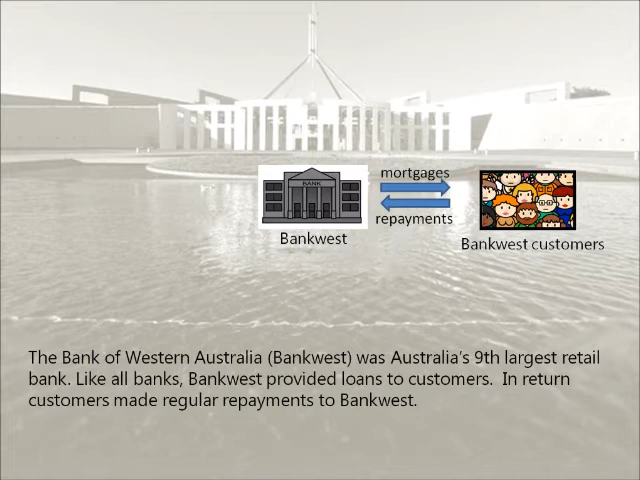 BANK
mortgages
repayments
Bankwest
Bankwest customers
The Bank of Western Australia (Bankwest) was Australia's 9th largest retail
bank. Like all banks, Bankwest provided loans to customers.  In return
customers made regular repayments to Bankwest.